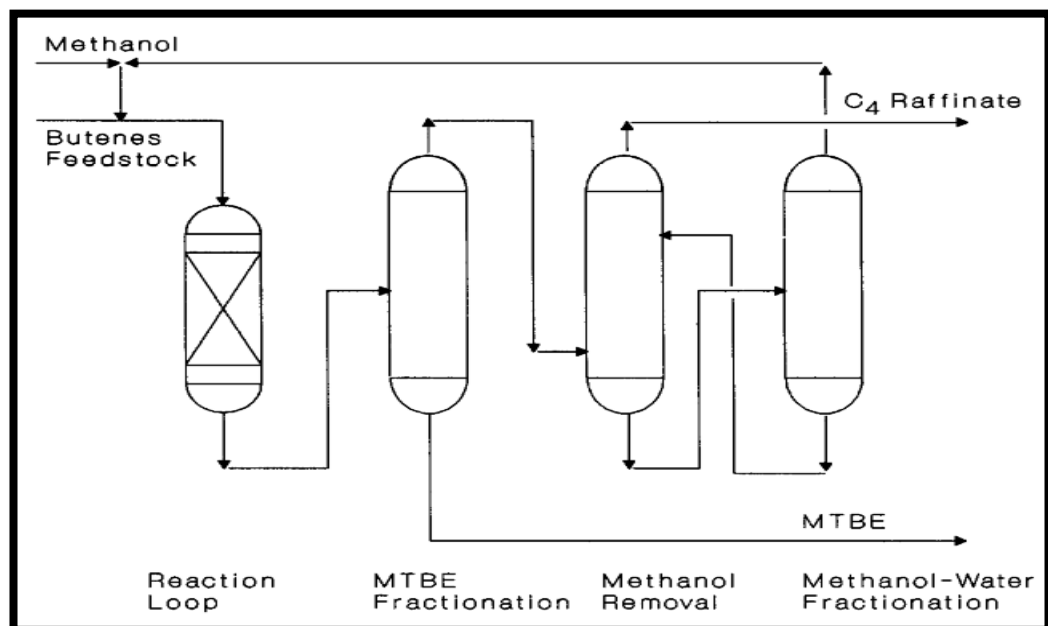 Methanol
C₄ Raffinate
Butenes
Feedstock
MTBE
Reaction
Loop
MTBE
Fractionation
Methanol
Removal
Methanol-Water
Fractionation